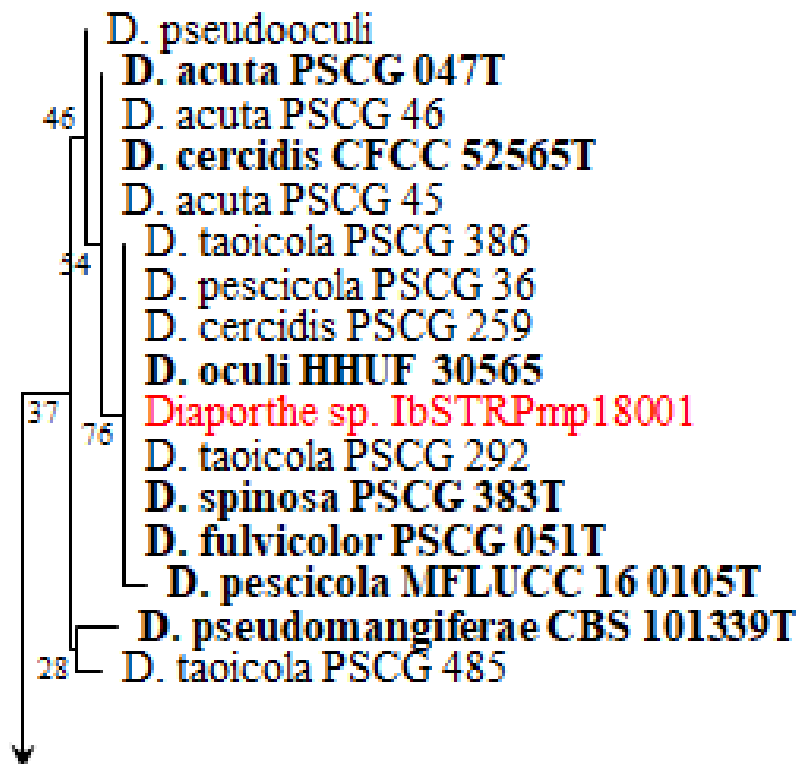 D. pseudooculi
D. acuta PSCG 047T
46
D. acuta PSCG 46
D. cercidis CFCC 52565T
D. acuta PSCG 45
D. taoicola PSCG 386
54
D. pescicola PSCG 36
D. cercidis PSCG 259
D. oculi HHUF 30565
37
Diaporthe sp. IbSTRPmp18001
76
D. taoicola PSCG 292
D. spinosa PSCG 383T
D. fulvicolor PSCG 051T
D. pescicola MFLUCC 16 0105T
D. pseudomangiferae CBS 101339T
28
D. taoicola PSCG 485